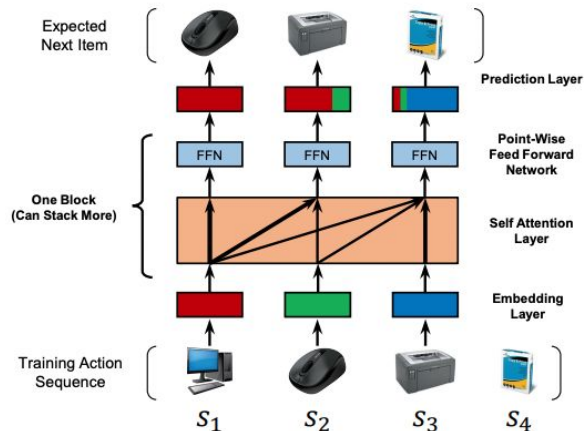 Expected
Next Item
Prediction Layer
FFN
FFN
FFN
Point-Wise
Feed Forward
Network
One Block
(Can Stack More)
Self Attention
Layer
Embedding
Layer
Training Action
Sequence
S1
S2
S3
S4